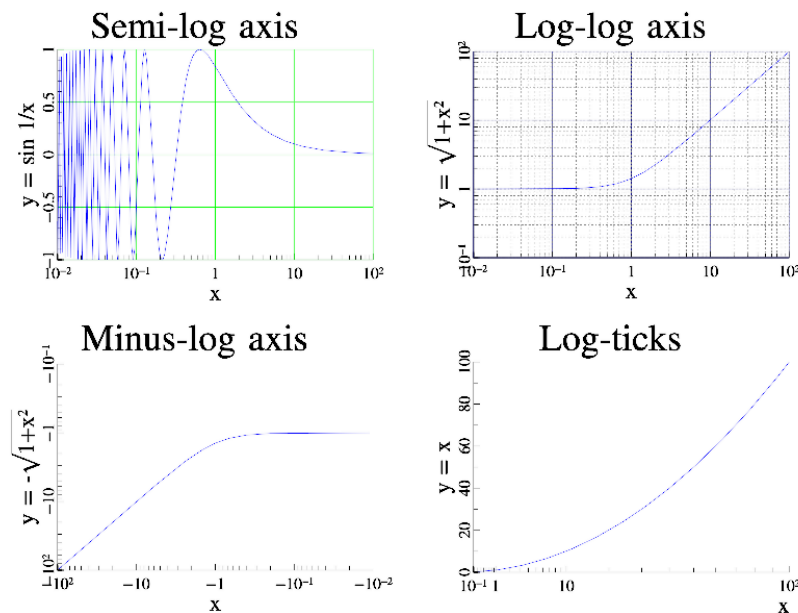 Semi-log axis
y = sin 1/x
1
0.5
0
−0.5
−1
10⁻² 10⁻¹ 1 10 10²
x
Log-log axis
y = √1+x²
10²
10
1
10⁻¹
10⁻² 10⁻¹ 1 10 10²
x
Minus-log axis
y = -√1+x²
−10⁻¹
−1
−10
−10²
−10² −10 −1 −10⁻¹ −10⁻²
x
Log-ticks
y = x
100
80
60
40
20
0
10⁻¹ 1 10 10²
x